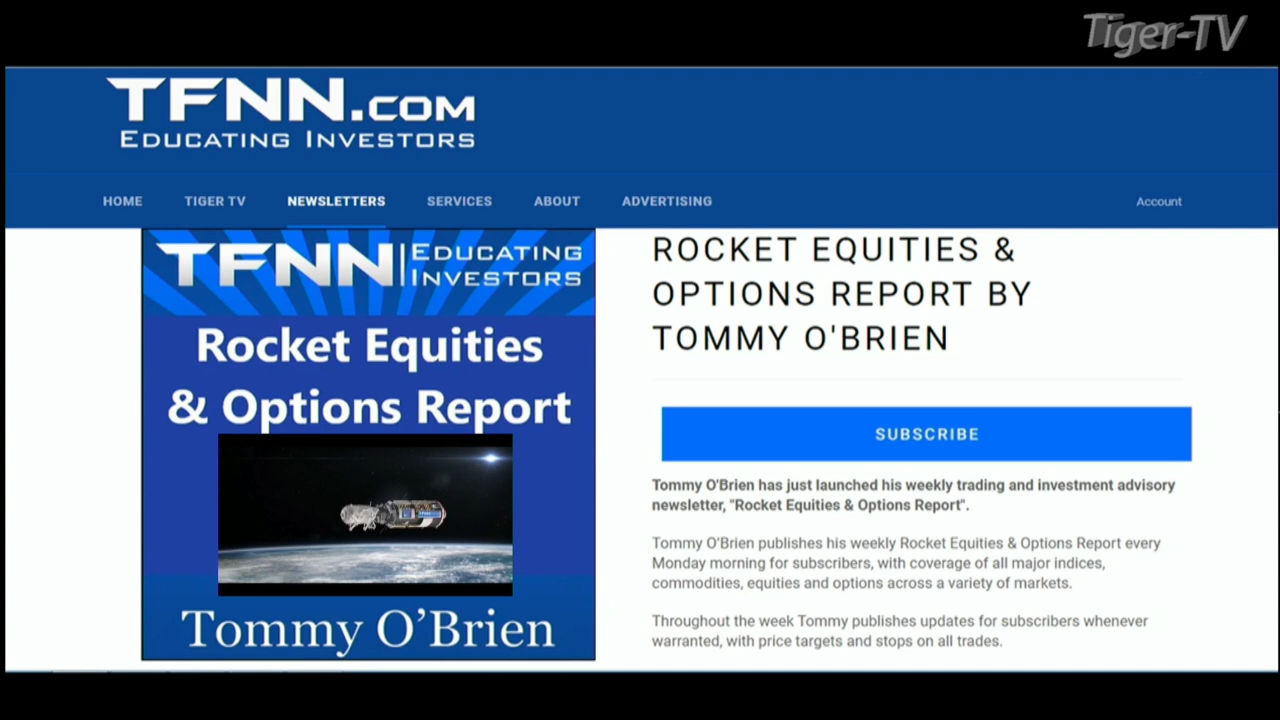 Tiger-TV
TFNN.COM
EDUCATING INVESTORS
HOME TIGER TV NEWSLETTERS SERVICES ABOUT ADVERTISING Account
TFNN EDUCATING
INVESTORS
Rocket Equities
& Options Report
Tommy O’Brien
ROCKET EQUITIES &
OPTIONS REPORT BY
TOMMY O'BRIEN
SUBSCRIBE
Tommy O'Brien has just launched his weekly trading and investment advisory
newsletter, "Rocket Equities & Options Report".
Tommy O’Brien publishes his weekly Rocket Equities & Options Report every
Monday morning for subscribers, with coverage of all major indices,
commodities, equities and options across a variety of markets.
Throughout the week Tommy publishes updates for subscribers whenever
warranted, with price targets and stops on all trades.